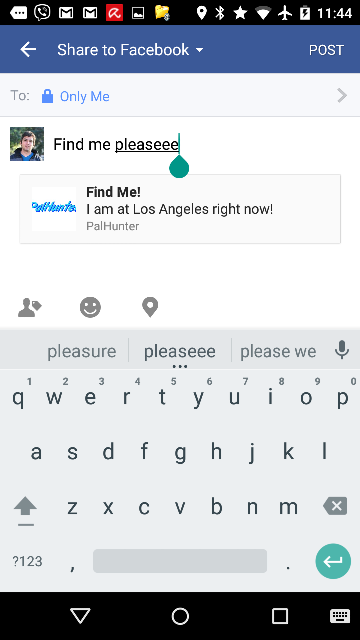 11:44
Share to Facebook
POST
To:
Only Me
Find me pleaseee
PalHunter
Find Me!
I am at Los Angeles right now!
PalHunter
pleasure pleaseee please we
1 2 3 4 5 6 7 8 9 0
q w e r t y u i o p
a s d f g h j k l
z x c v b n m
?123 , .